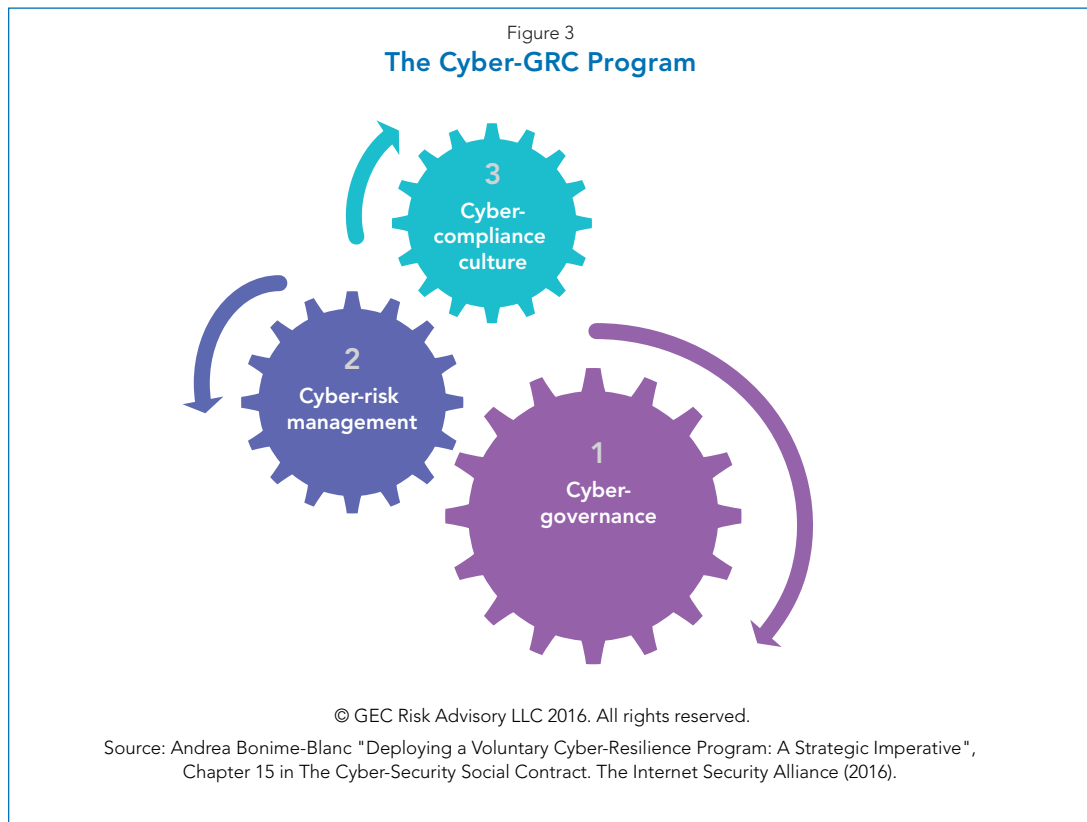 Figure 3
The Cyber-GRC Program
3
Cyber-
compliance
culture
2
Cyber-risk
management
1
Cyber-
governance
© GEC Risk Advisory LLC 2016. All rights reserved.
Source: Andrea Bonime-Blanc "Deploying a Voluntary Cyber-Resilience Program: A Strategic Imperative",
Chapter 15 in The Cyber-Security Social Contract. The Internet Security Alliance (2016).